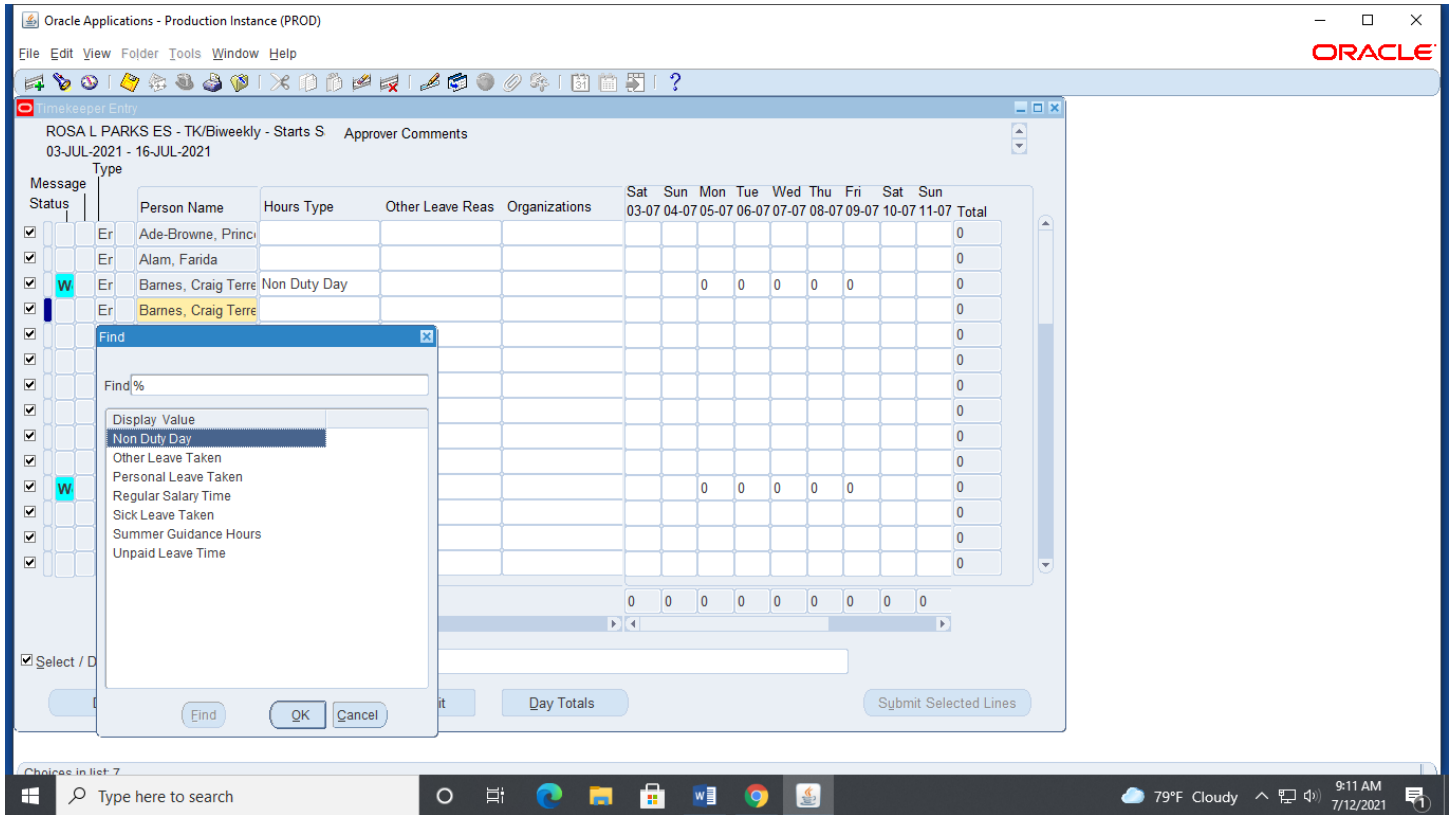 Oracle Applications - Production Instance (PROD)
File Edit View Folder Tools Window Help
ORACLE
Timekeeper Entry
ROSA L PARKS ES - TK/Biweekly - Starts S Approver Comments
03-JUL-2021 - 16-JUL-2021
Type
Message
Status
Person Name Hours Type Other Leave Reas Organizations
Sat Sun Mon Tue Wed Thu Fri Sat Sun
03-07 04-07 05-07 06-07 07-07 08-07 09-07 10-07 11-07 Total
Er Ade-Browne, Princ 0
Er Alam, Farida 0
W Er Barnes, Craig Terre Non Duty Day 0 0 0 0 0 0
Er Barnes, Craig Terre 0
0
0
0
0
0
0
W 0 0 0 0 0 0
0
0
0
0 0 0 0 0 0 0 0 0
Find
Find %
Display Value
Non Duty Day
Other Leave Taken
Personal Leave Taken
Regular Salary Time
Sick Leave Taken
Summer Guidance Hours
Unpaid Leave Time
Find OK Cancel
Select / D
Day Totals
Submit Selected Lines
Choices in list: 7
Type here to search
79°F Cloudy
9:11 AM
7/12/2021